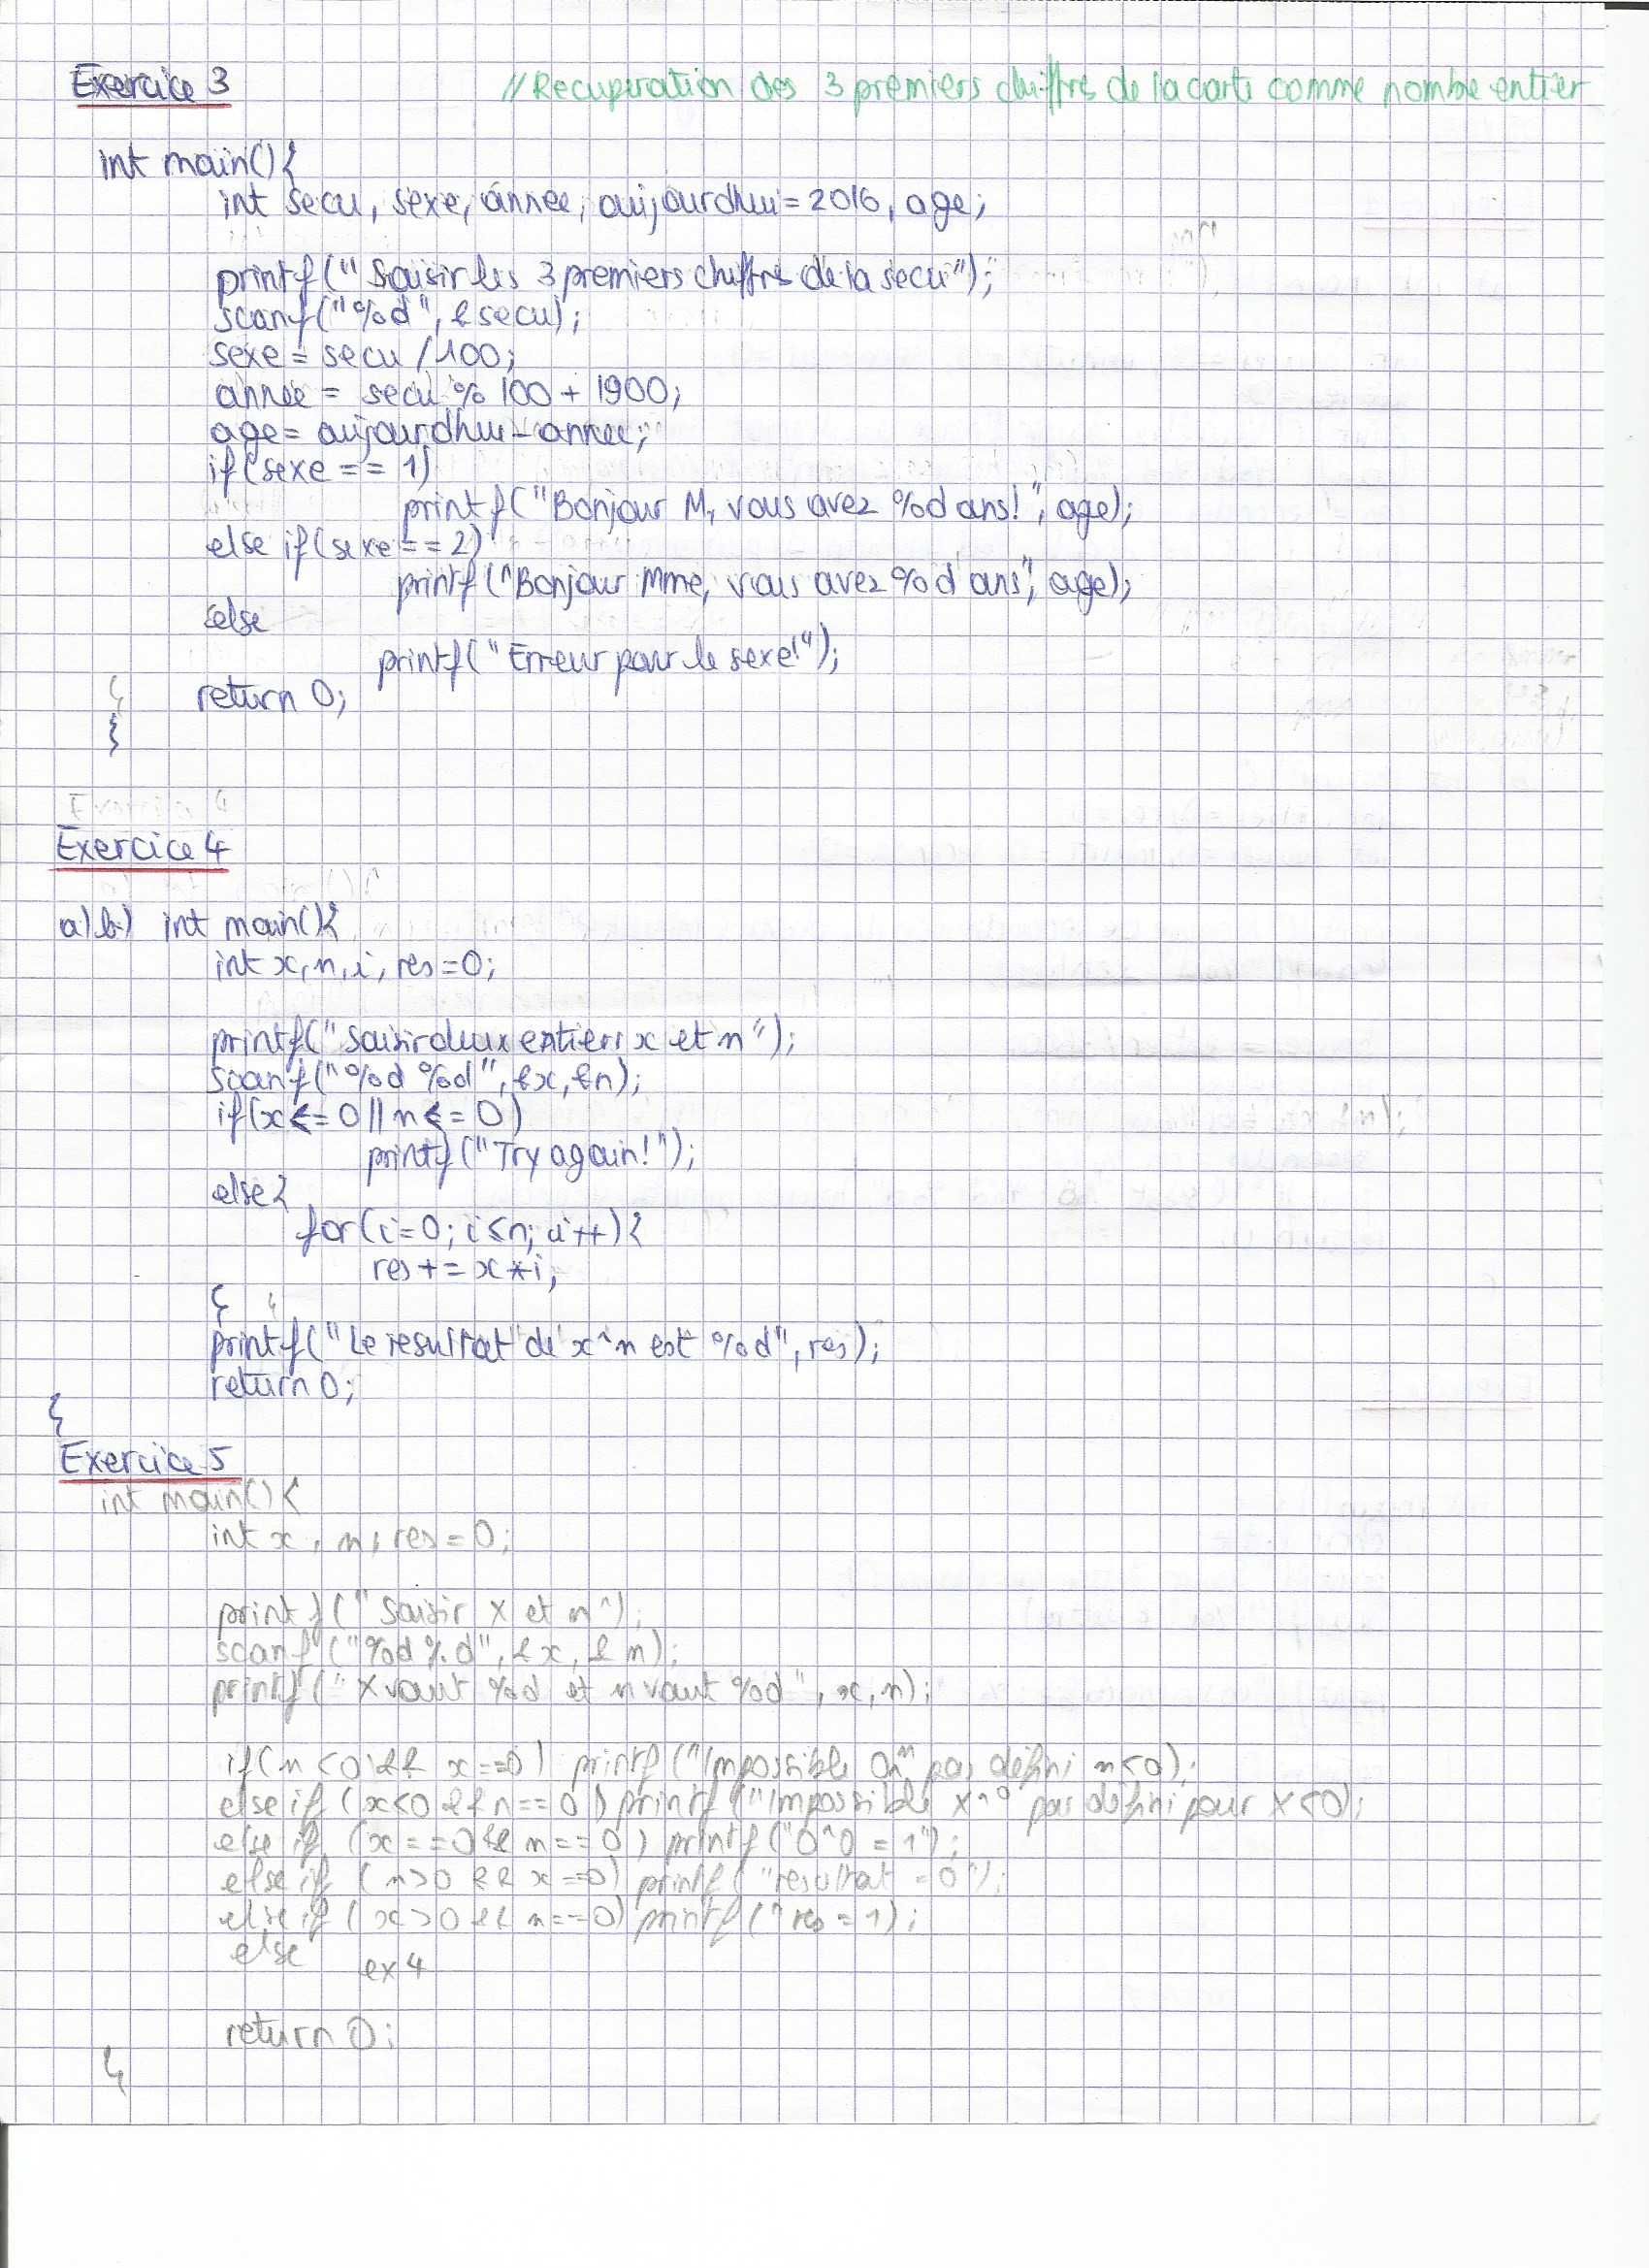 Exercice 3
//Recuperation des 3 premiers chiffres de la carte comme nombre entier
int main(){
int secu, sexe, année, aujourdhui = 2016, age;
printf("Saisir les 3 premiers chiffres de la secu");
scanf("%d", &secu);
sexe = secu / 100;
année = secu % 100 + 1900;
age = aujourdhui - année;
if(sexe == 1)
printf("Bonjour M, vous avez %d ans!", age);
else if(sexe == 2)
printf("Bonjour Mme, vous avez %d ans", age);
else
printf("Erreur pour le sexe!");
return 0;
}
Exercice 4
a) b) int main(){
int x, n, i, res = 0;
printf("Saisir deux entiers x et n");
scanf("%d %d", &x, &n);
if(x <= 0 || n <= 0)
printf("Try again!");
else{
for(i=0; i≤n; i++){
res += x*i;
}
printf("Le resultat de x^n est %d", res);
return 0;
}
Exercice 5
int main(){
int x, n, res = 0;
printf("Saisir X et n");
scanf("%d %d", &x, &n);
printf("X vaut %d et n vaut %d", x, n);
if(n<0 && x==0) printf("Impossible 0^n pas défini n<0);
else if (x<0 && n==0) printf("Impossible X^0 pas défini pour X<0);
else if (x==0 && n==0) printf("0^0 = 1");
else if (n>0 && x==0) printf("resultat = 0");
else if (x>0 && n==0) printf("res = 1);
else
ex 4
return 0;
}